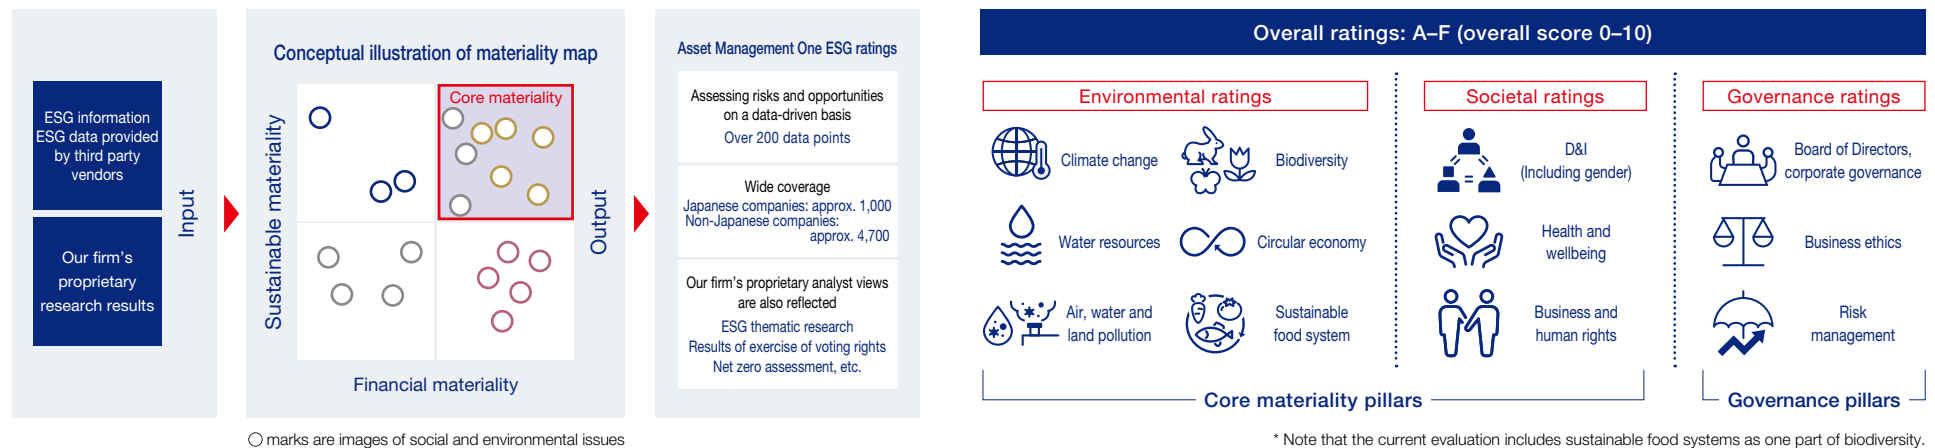 ESG information
ESG data provided
by third party
vendors
Our firm's
proprietary
research results
Input
Conceptual illustration of materiality map
Core materiality
Sustainable materiality
Financial materiality
Output
○ marks are images of social and environmental issues
Asset Management One ESG ratings
Assessing risks and opportunities
on a data-driven basis
Over 200 data points
Wide coverage
Japanese companies: approx. 1,000
Non-Japanese companies:
approx. 4,700
Our firm's proprietary analyst views
are also reflected
ESG thematic research
Results of exercise of voting rights
Net zero assessment, etc.
Overall ratings: A–F (overall score 0–10)
Environmental ratings
Climate change
Biodiversity
Water resources
Circular economy
Air, water and
land pollution
Sustainable
food system
Societal ratings
D&I
(Including gender)
Health and
wellbeing
Business and
human rights
Governance ratings
Board of Directors,
corporate governance
Business ethics
Risk
management
Core materiality pillars
Governance pillars
* Note that the current evaluation includes sustainable food systems as one part of biodiversity.